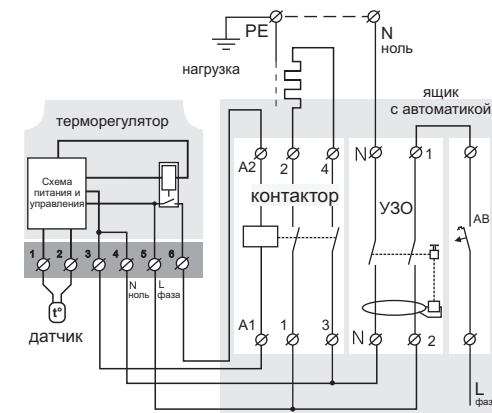 PE
N
ноль
нагрузка
ящик
с автоматикой
терморегулятор
Схема
питания и
управления
A2
2
4
N
1
контактор
УЗО
АВ
1
2
3
4
5
6
N
ноль
L
фаза
t°
датчик
A1
1
3
N
2
L
фаз